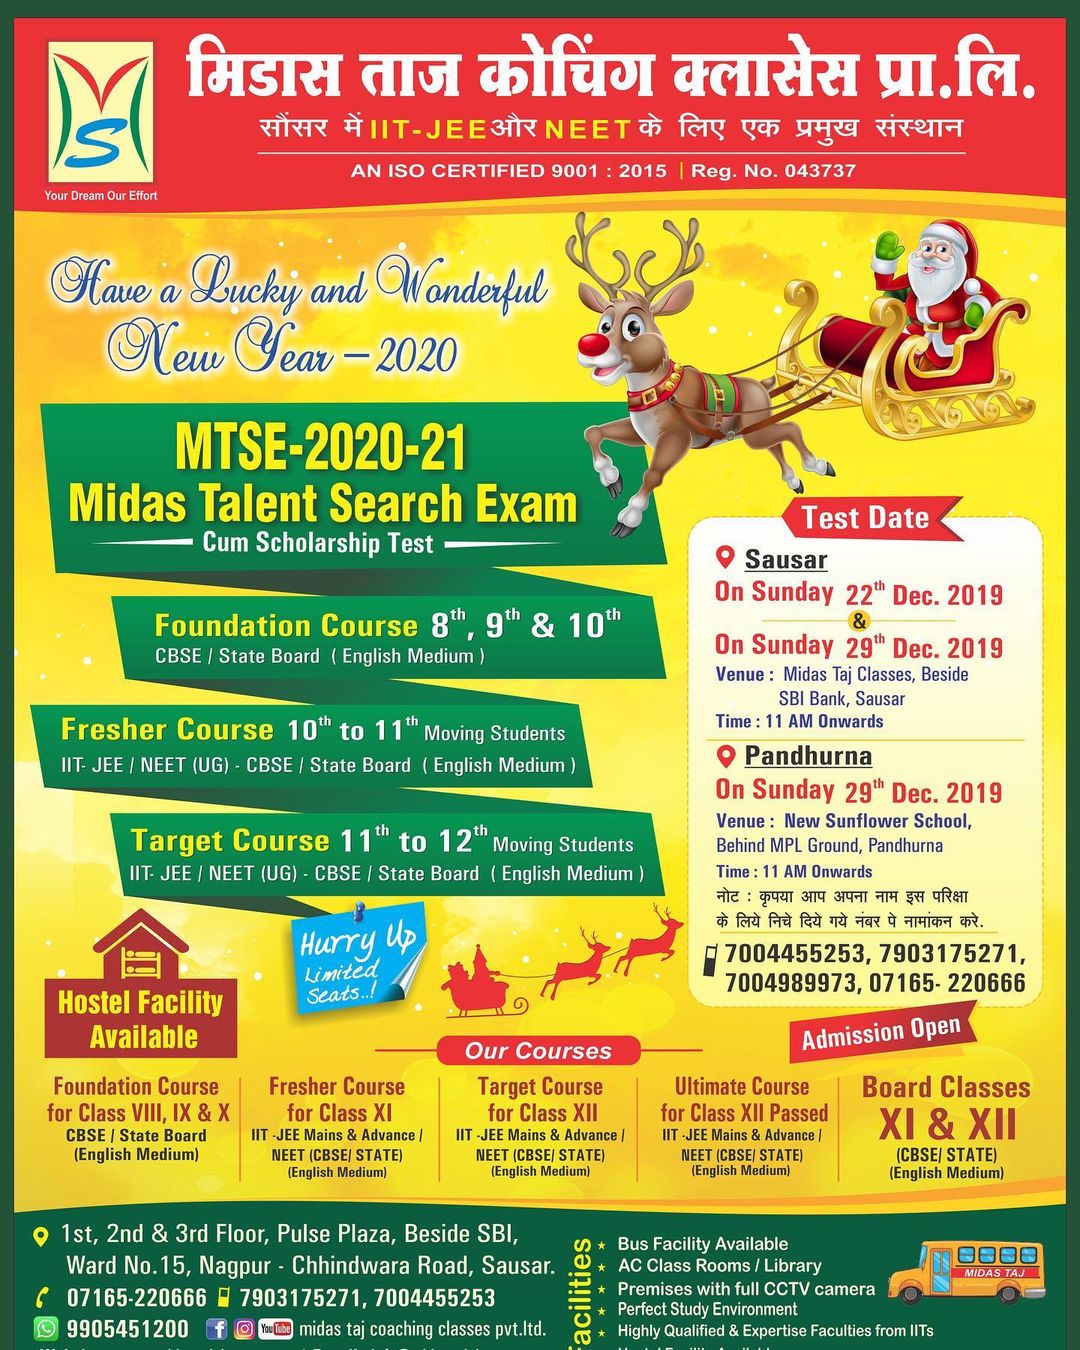 मिडास ताज कोचिंग क्लासेस प्रा.लि.
सौंसर में IIT-JEE और NEET के लिए एक प्रमुख संस्थान
AN ISO CERTIFIED 9001 : 2015 | Reg. No. 043737
S
Your Dream Our Effort
Have a Lucky and Wonderful
New Year – 2020
MTSE-2020-21
Midas Talent Search Exam
Cum Scholarship Test
Foundation Course 8th, 9th & 10th
CBSE / State Board ( English Medium )
Fresher Course 10th to 11th Moving Students
IIT- JEE / NEET (UG) - CBSE / State Board ( English Medium )
Target Course 11th to 12th Moving Students
IIT- JEE / NEET (UG) - CBSE / State Board ( English Medium )
Test Date
Sausar
On Sunday 22th Dec. 2019
&
On Sunday 29th Dec. 2019
Venue : Midas Taj Classes, Beside
SBI Bank, Sausar
Time : 11 AM Onwards
Pandhurna
On Sunday 29th Dec. 2019
Venue : New Sunflower School,
Behind MPL Ground, Pandhurna
Time : 11 AM Onwards
नोट : कृपया आप अपना नाम इस परिक्षा
के लिये निचे दिये गये नंबर पे नामांकन करे.
7004455253, 7903175271,
7004989973, 07165- 220666
Hostel Facility
Available
Hurry Up
Limited
Seats..!
Admission Open
Our Courses
Foundation Course
for Class VIII, IX & X
CBSE / State Board
(English Medium)
Fresher Course
for Class XI
IIT -JEE Mains & Advance /
NEET (CBSE/ STATE)
(English Medium)
Target Course
for Class XII
IIT -JEE Mains & Advance /
NEET (CBSE/ STATE)
(English Medium)
Ultimate Course
for Class XII Passed
IIT -JEE Mains & Advance /
NEET (CBSE/ STATE)
(English Medium)
Board Classes
XI & XII
(CBSE/ STATE)
(English Medium)
1st, 2nd & 3rd Floor, Pulse Plaza, Beside SBI,
Ward No.15, Nagpur - Chhindwara Road, Sausar.
07165-220666 7903175271, 7004455253
9905451200 YouTube midas taj coaching classes pvt.ltd.
Facilities
Bus Facility Available
AC Class Rooms / Library
Premises with full CCTV camera
Perfect Study Environment
Highly Qualified & Expertise Faculties from IITs
MIDAS TAJ